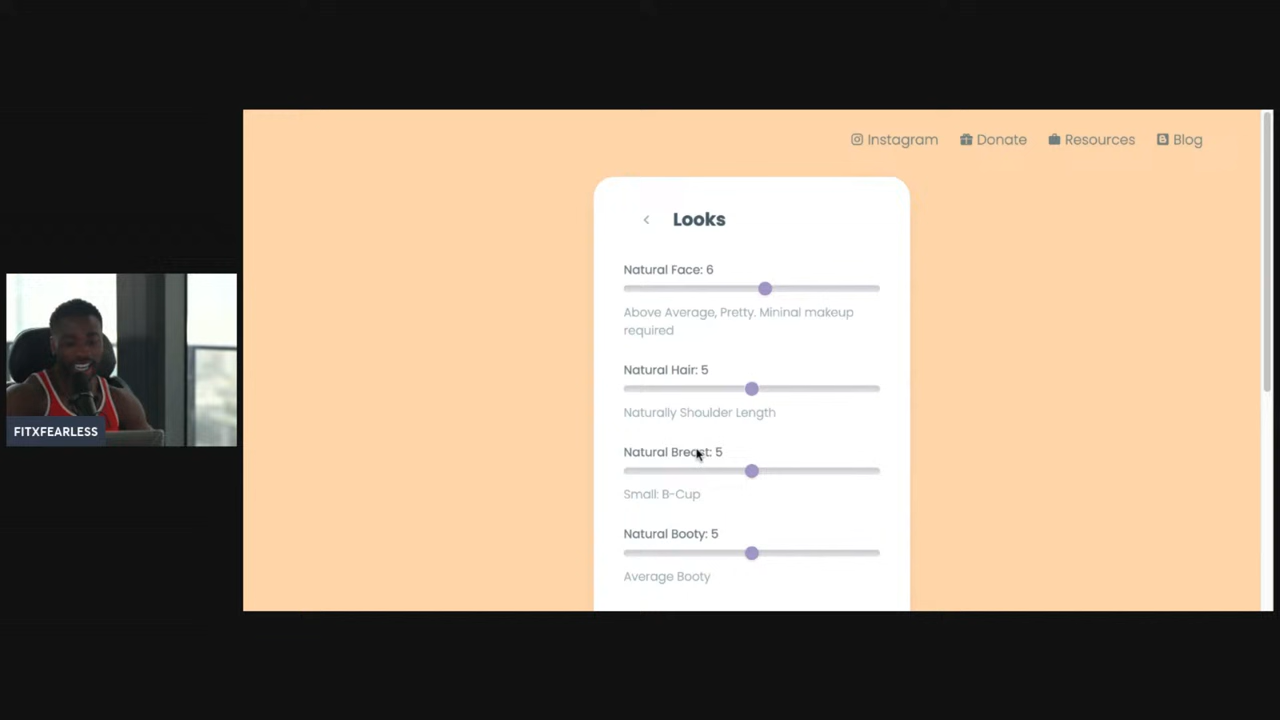 Instagram Donate Resources Blog
Looks
Natural Face: 6
Above Average, Pretty. Mininal makeup
required
Natural Hair: 5
Naturally Shoulder Length
Natural Breast: 5
Small: B-Cup
Natural Booty: 5
Average Booty
FITXFEARLESS